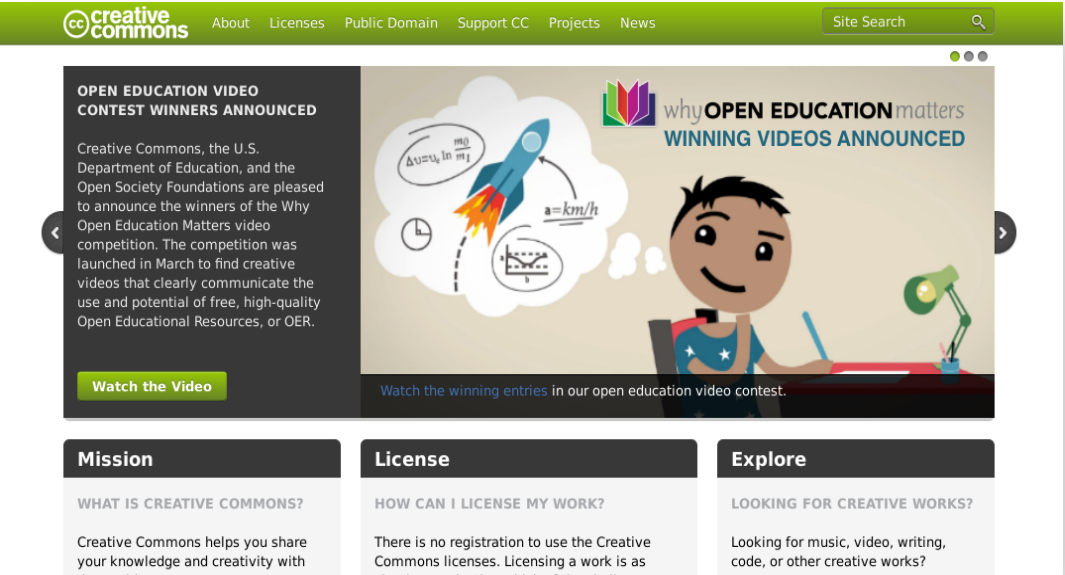 creative
commons
About Licenses Public Domain Support CC Projects News
Site Search
OPEN EDUCATION VIDEO
CONTEST WINNERS ANNOUNCED
Creative Commons, the U.S.
Department of Education, and the
Open Society Foundations are pleased
to announce the winners of the Why
Open Education Matters video
competition. The competition was
launched in March to find creative
videos that clearly communicate the
use and potential of free, high-quality
Open Educational Resources, or OER.
Watch the Video
why OPEN EDUCATION matters
WINNING VIDEOS ANNOUNCED
a=km/h
a
b
Watch the winning entries in our open education video contest.
Mission
WHAT IS CREATIVE COMMONS?
Creative Commons helps you share
your knowledge and creativity with
License
HOW CAN I LICENSE MY WORK?
There is no registration to use the Creative
Commons licenses. Licensing a work is as
Explore
LOOKING FOR CREATIVE WORKS?
Looking for music, video, writing,
code, or other creative works?